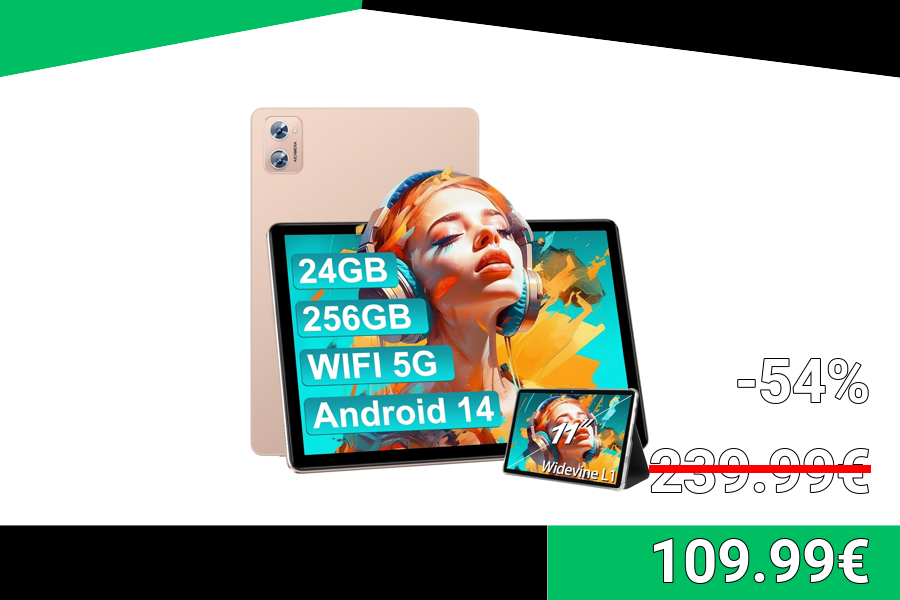 24GB
256GB
WIFI 5G
Android 14
11"
Widevine L1
-54%
239.99€
109.99€